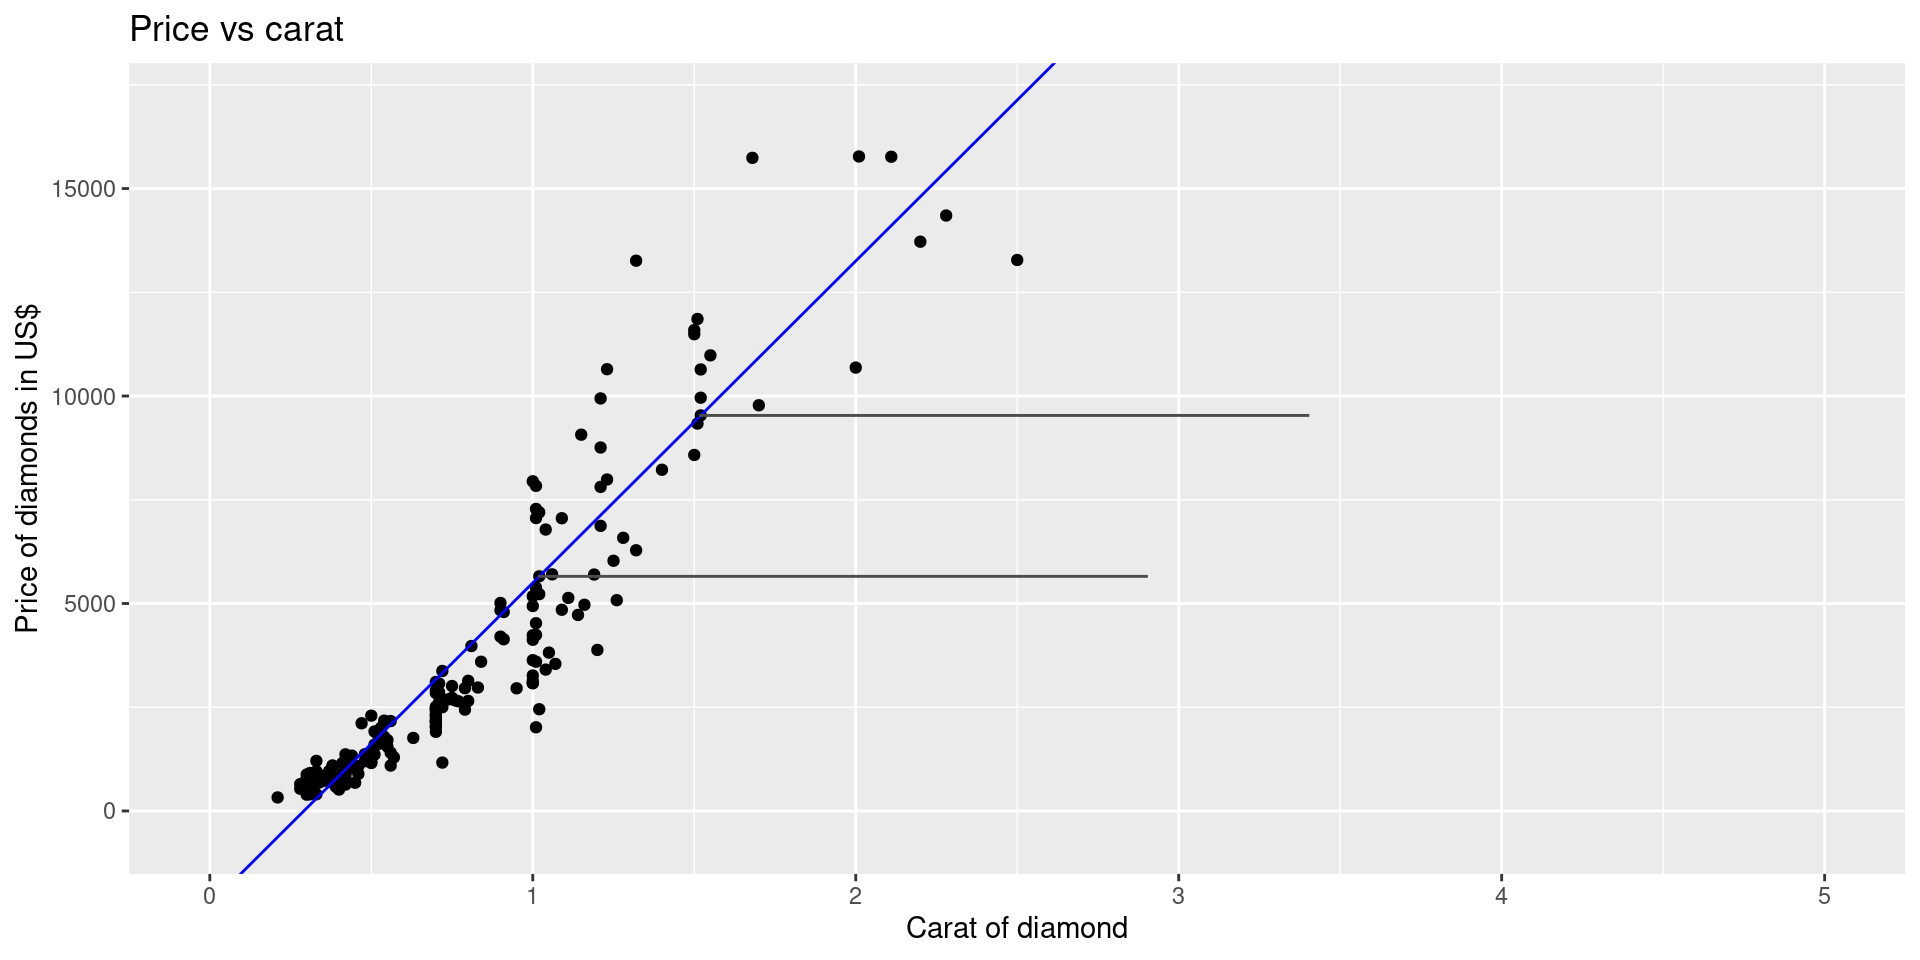 Price vs carat
Price of diamonds in US$
15000
10000
5000
0
0 1 2 3 4 5
Carat of diamond